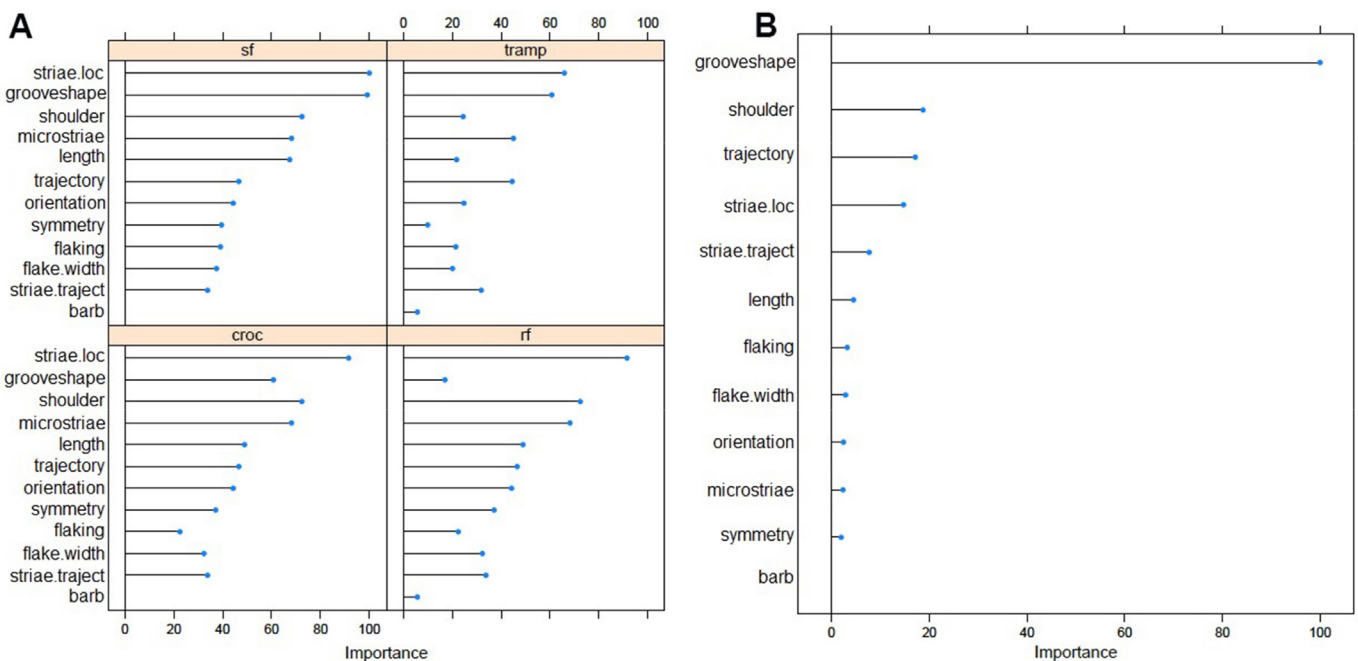 A
0 20 40 60 80 100
sf tramp
striae.loc
grooveshape
shoulder
microstriae
length
trajectory
orientation
symmetry
flaking
flake.width
striae.traject
barb
croc rf
striae.loc
grooveshape
shoulder
microstriae
length
trajectory
orientation
symmetry
flaking
flake.width
striae.traject
barb
0 20 40 60 80 100
Importance
B
grooveshape
shoulder
trajectory
striae.loc
striae.traject
length
flaking
flake.width
orientation
microstriae
symmetry
barb
0 20 40 60 80 100
Importance